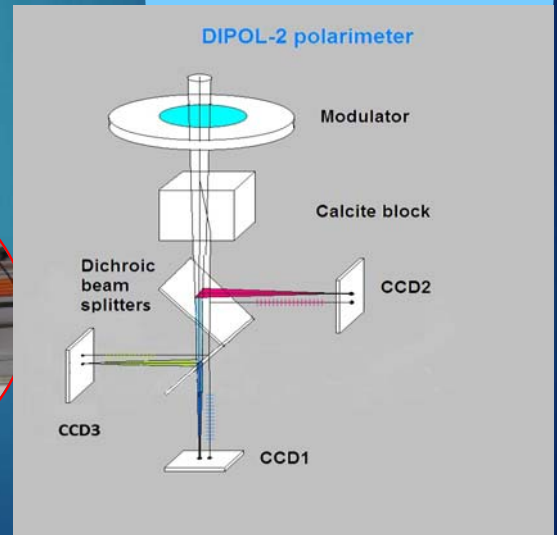 DIPOL-2 polarimeter
Modulator
Calcite block
Dichroic
beam
splitters
CCD2
CCD3
CCD1